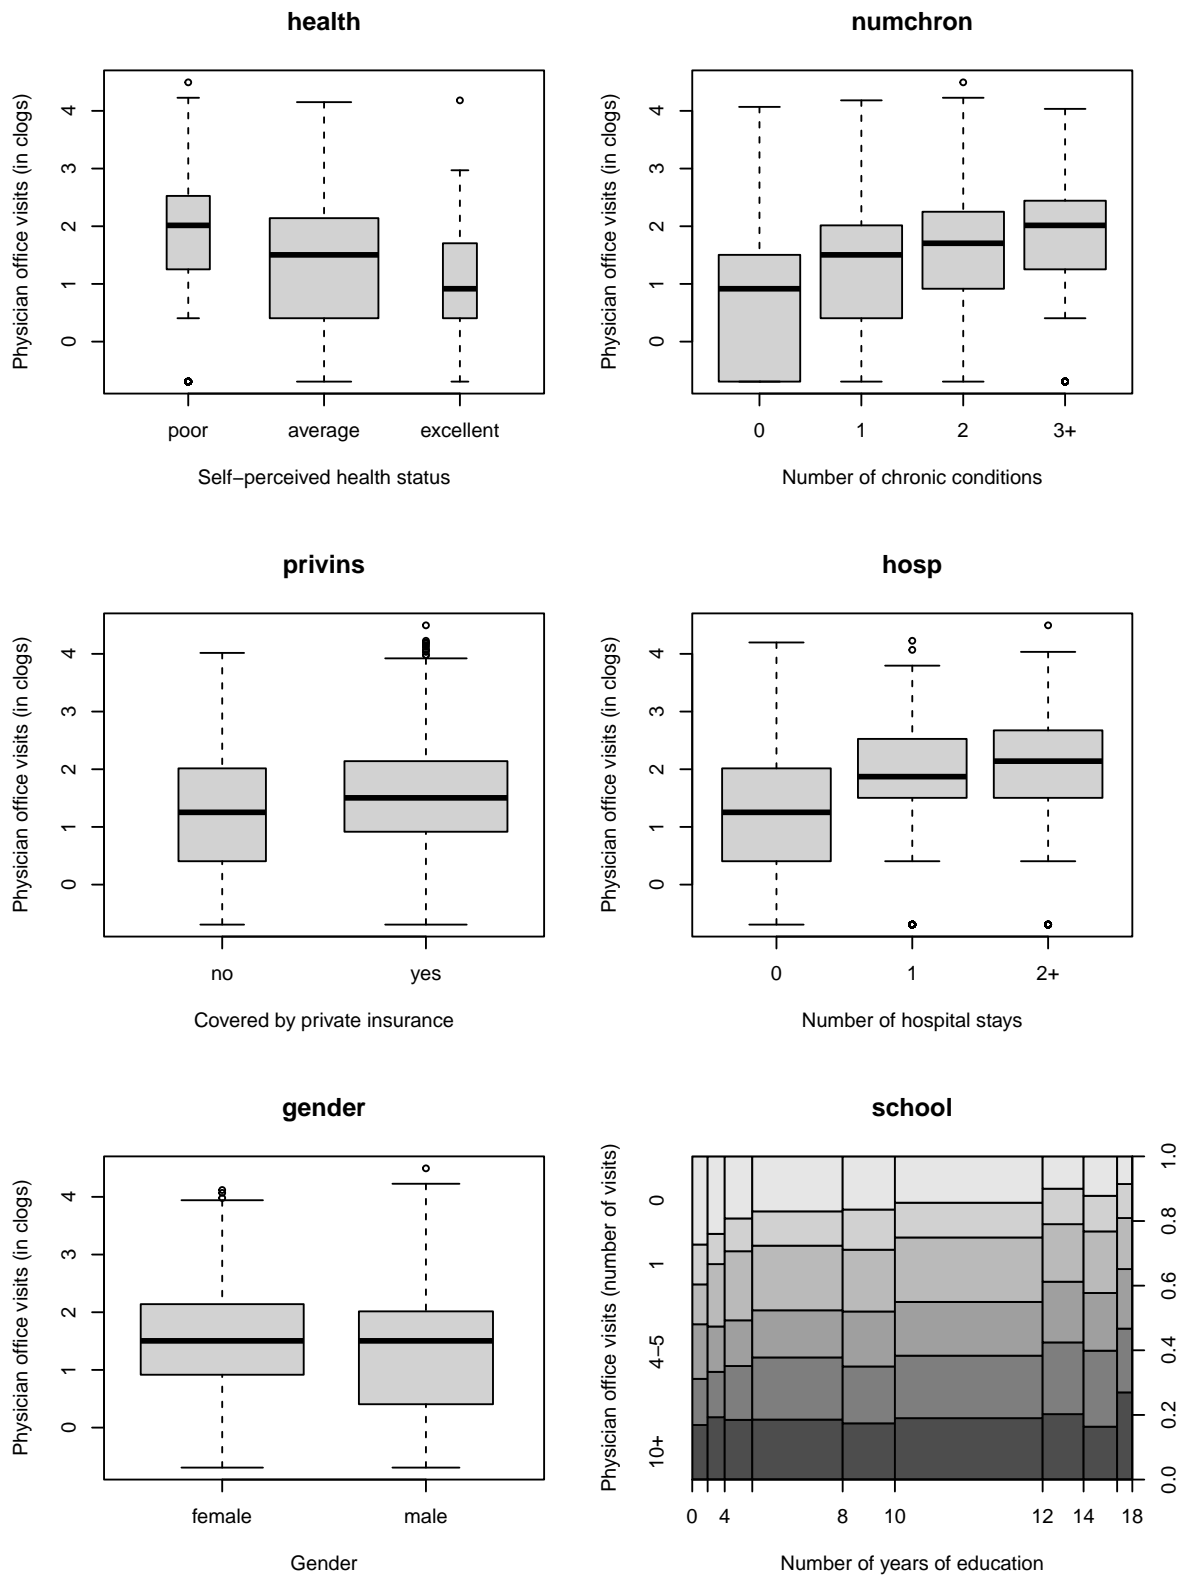 health
Physician office visits (in clogs)
4
3
2
1
0
poor average excellent
Self−perceived health status
numchron
Physician office visits (in clogs)
4
3
2
1
0
0 1 2 3+
Number of chronic conditions
privins
Physician office visits (in clogs)
4
3
2
1
0
no yes
Covered by private insurance
hosp
Physician office visits (in clogs)
4
3
2
1
0
0 1 2+
Number of hospital stays
gender
Physician office visits (in clogs)
4
3
2
1
0
female male
Gender
school
Physician office visits (number of visits)
0
1
4−5
10+
1.0
0.8
0.6
0.4
0.2
0.0
0 4 8 10 12 14 18
Number of years of education